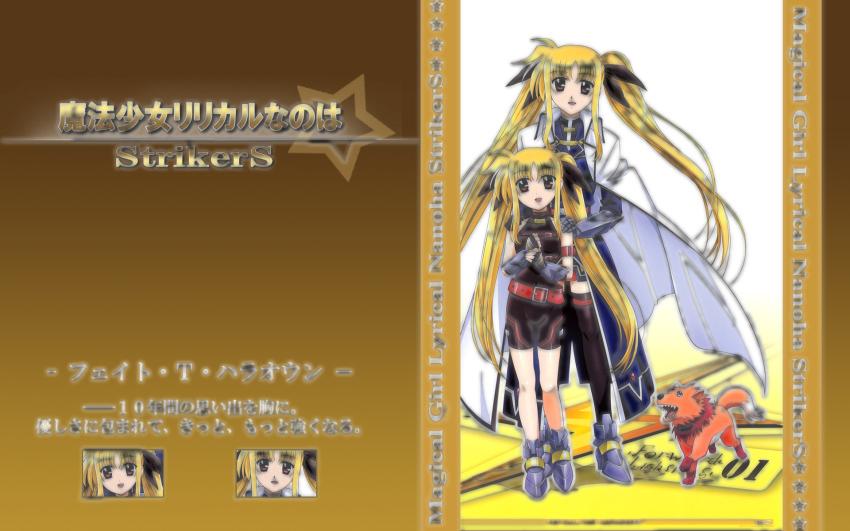 魔法少女リリカルなのは
StrikerS
- フェイト・T・ハラオウン -
――１０年間の思い出を胸に。
優しさに包まれて、きっと、もっと強くなる。
Magical Girl Lyrical Nanoha StrikerS☆☆☆☆
Magical Girl Lyrical Nanoha StrikerS☆☆☆☆
01